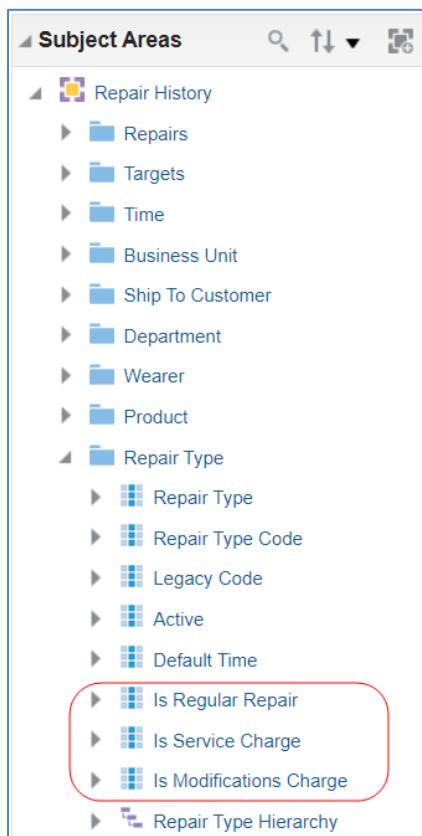 Subject Areas
Repair History
Repairs
Targets
Time
Business Unit
Ship To Customer
Department
Wearer
Product
Repair Type
Repair Type
Repair Type Code
Legacy Code
Active
Default Time
Is Regular Repair
Is Service Charge
Is Modifications Charge
Repair Type Hierarchy